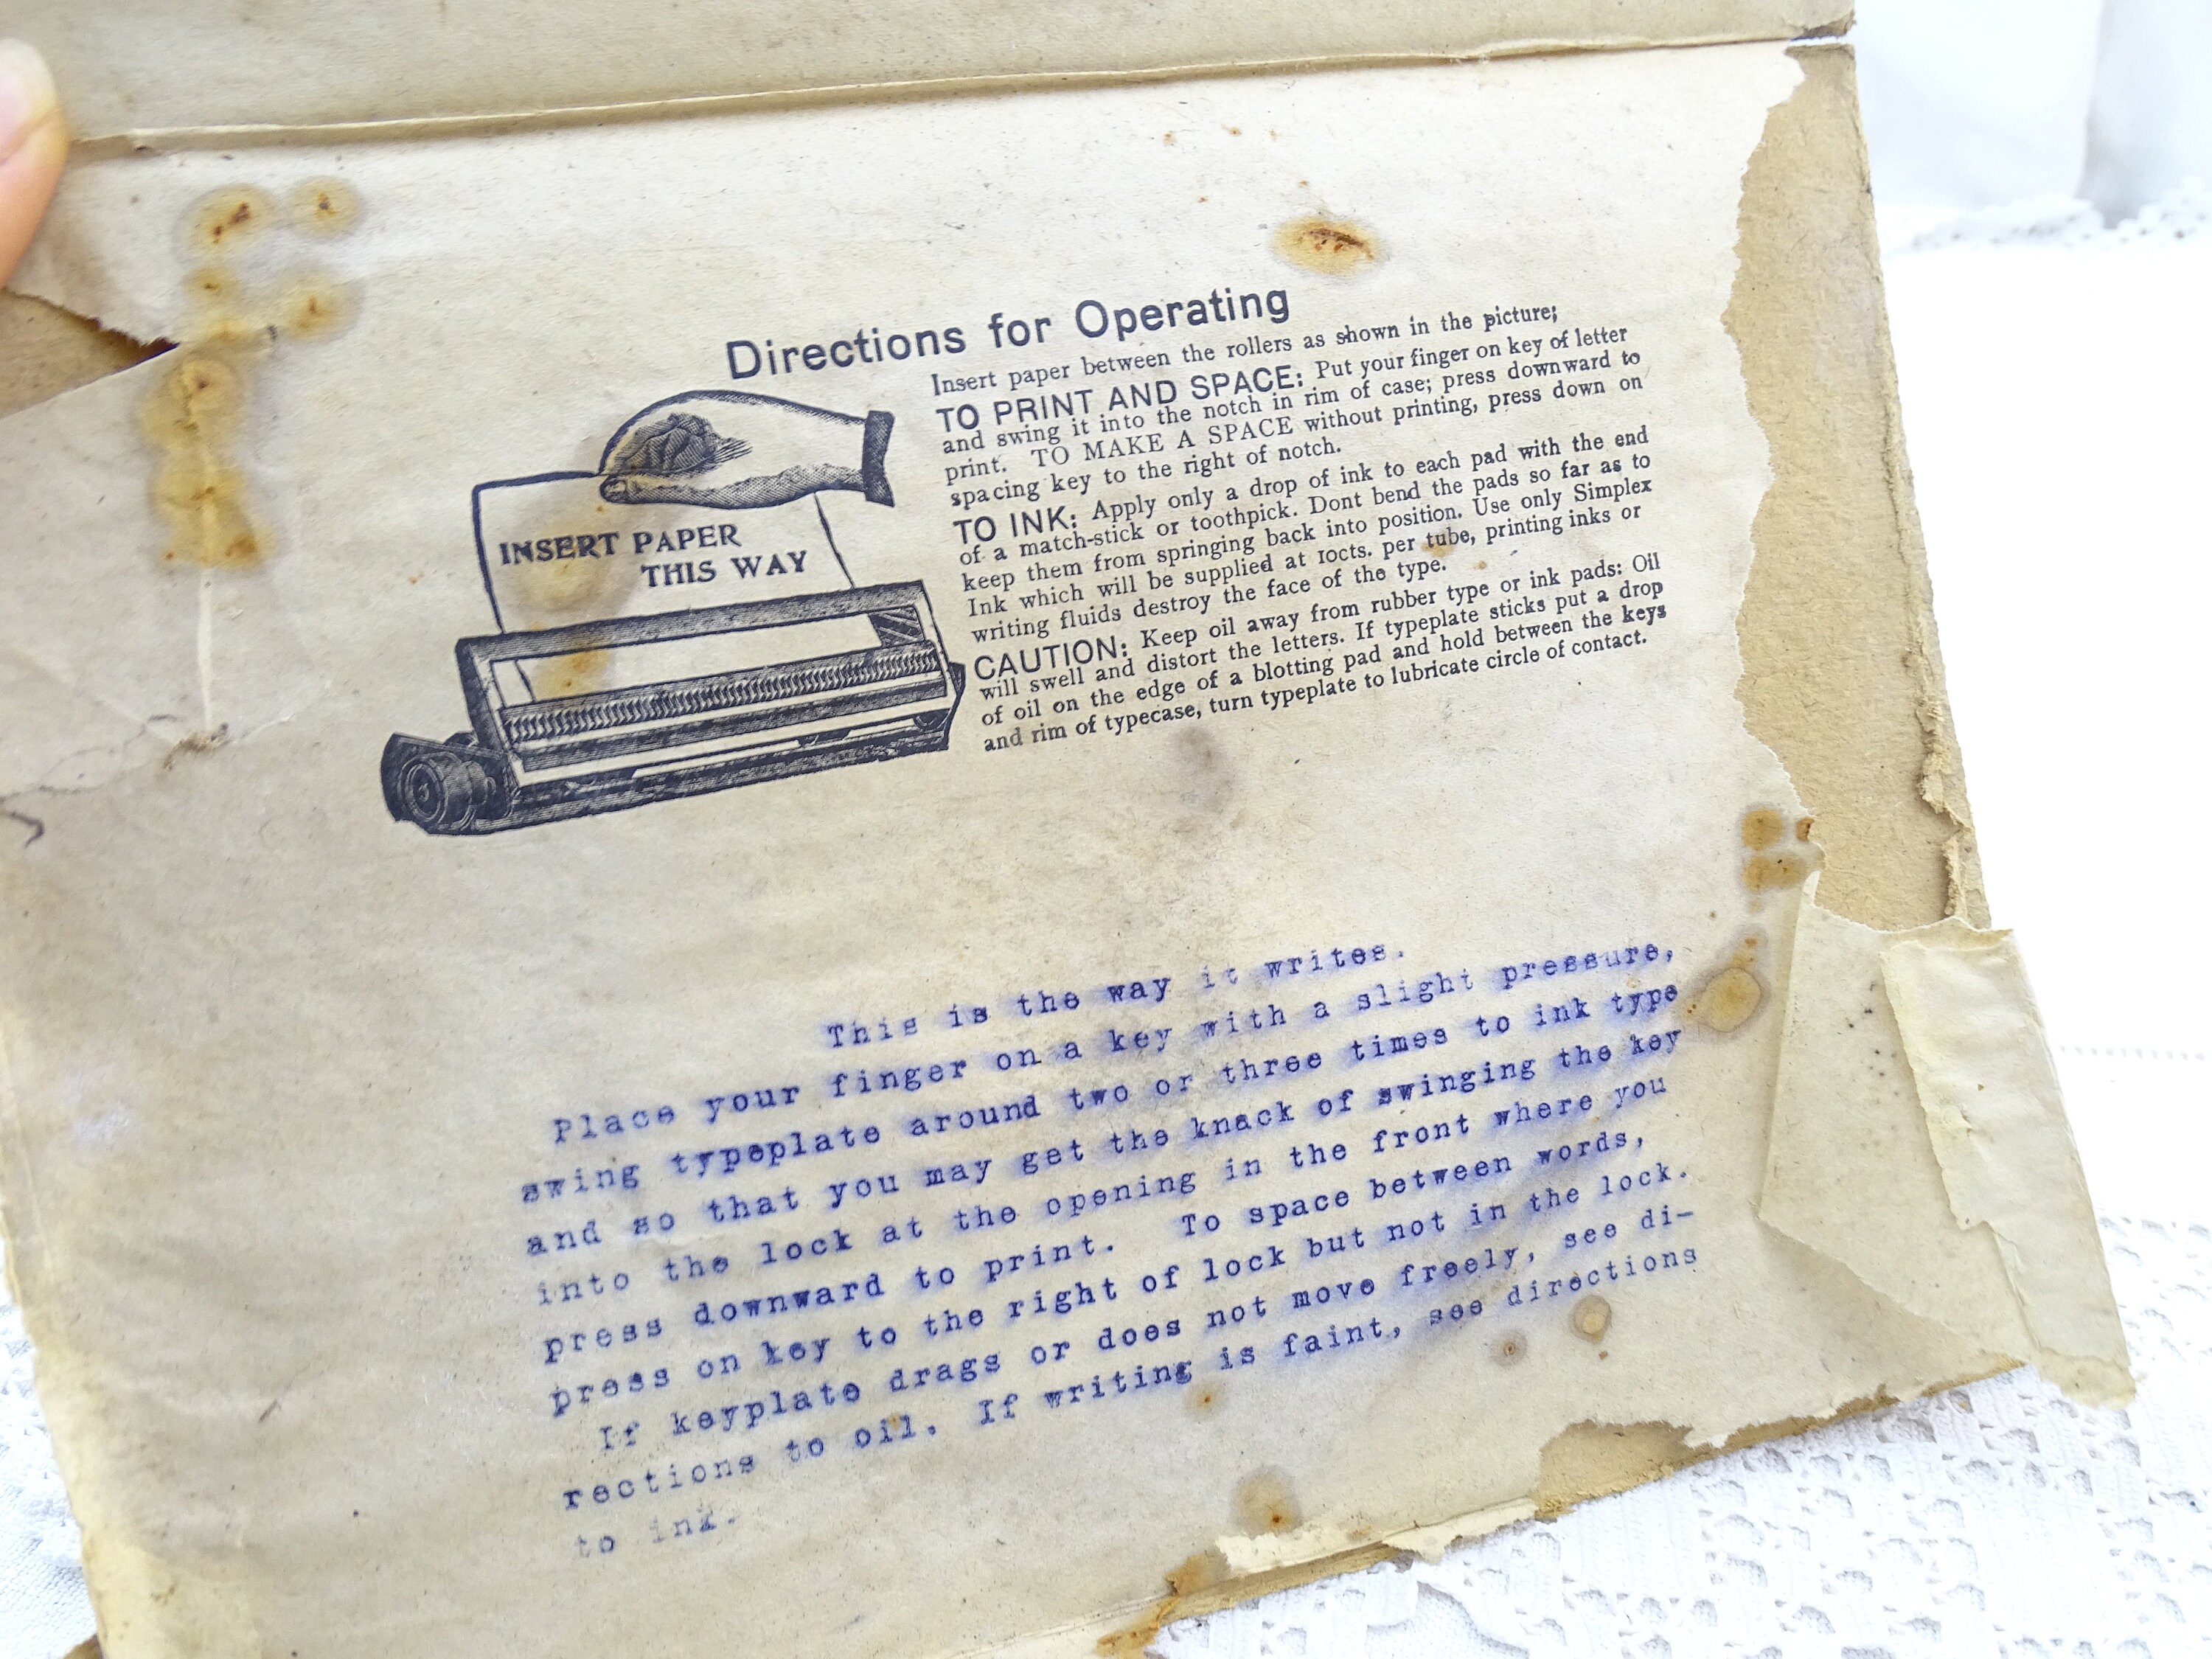 Directions for Operating
INSERT PAPER
THIS WAY
Insert paper between the rollers as shown in the picture;
TO PRINT AND SPACE: Put your finger on key of letter
and swing it into the notch in rim of case; press downward to
print. TO MAKE A SPACE without printing, press down on
spacing key to the right of notch.
TO INK: Apply only a drop of ink to each pad with the end
of a match-stick or toothpick. Dont bend the pads so far as to
keep them from springing back into position. Use only Simplex
Ink which will be supplied at 10cts. per tube, printing inks or
writing fluids destroy the face of the type.
CAUTION: Keep oil away from rubber type or ink pads: Oil
will swell and distort the letters. If typeplate sticks put a drop
of oil on the edge of a blotting pad and hold between the keys
and rim of typecase, turn typeplate to lubricate circle of contact.
This is the way it writes.
Place your finger on a key with a slight pressure,
swing typeplate around two or three times to ink type
and so that you may get the knack of swinging the key
into the lock at the opening in the front where you
press downward to print. To space between words,
press on key to the right of lock but not in the lock.
If keyplate drags or does not move freely, see di-
rections to oil. If writing is faint, see directions
to ink.